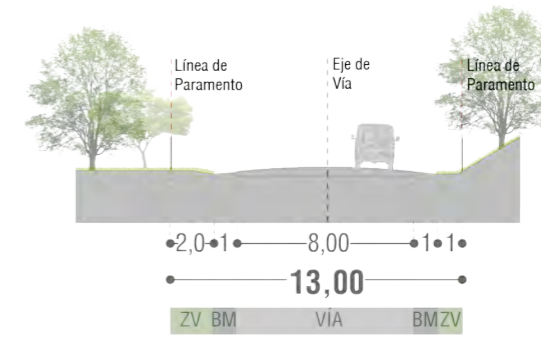 Línea de
Paramento
Eje de
Vía
Línea de
Paramento
2,0 1 8,00 1 1
13,00
ZV BM VÍA BM ZV